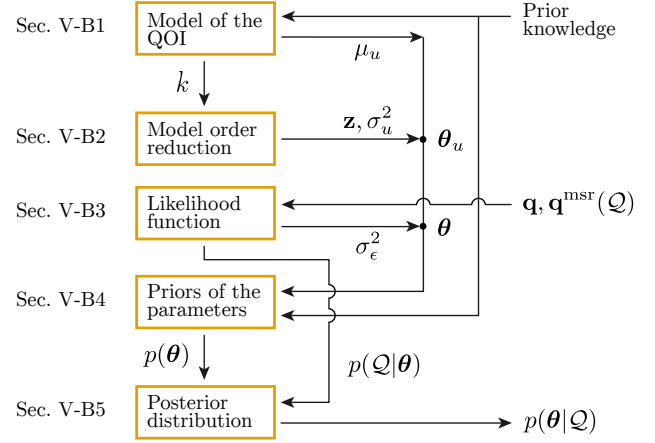 Sec. V-B1
Model of the
QOI
Prior
knowledge
μ_u
k
Sec. V-B2
Model order
reduction
z, σ_u^2
θ_u
Sec. V-B3
Likelihood
function
q, q^msr(𝒬)
σ_ϵ^2
θ
Sec. V-B4
Priors of the
parameters
p(θ)
p(𝒬|θ)
Sec. V-B5
Posterior
distribution
p(θ|𝒬)